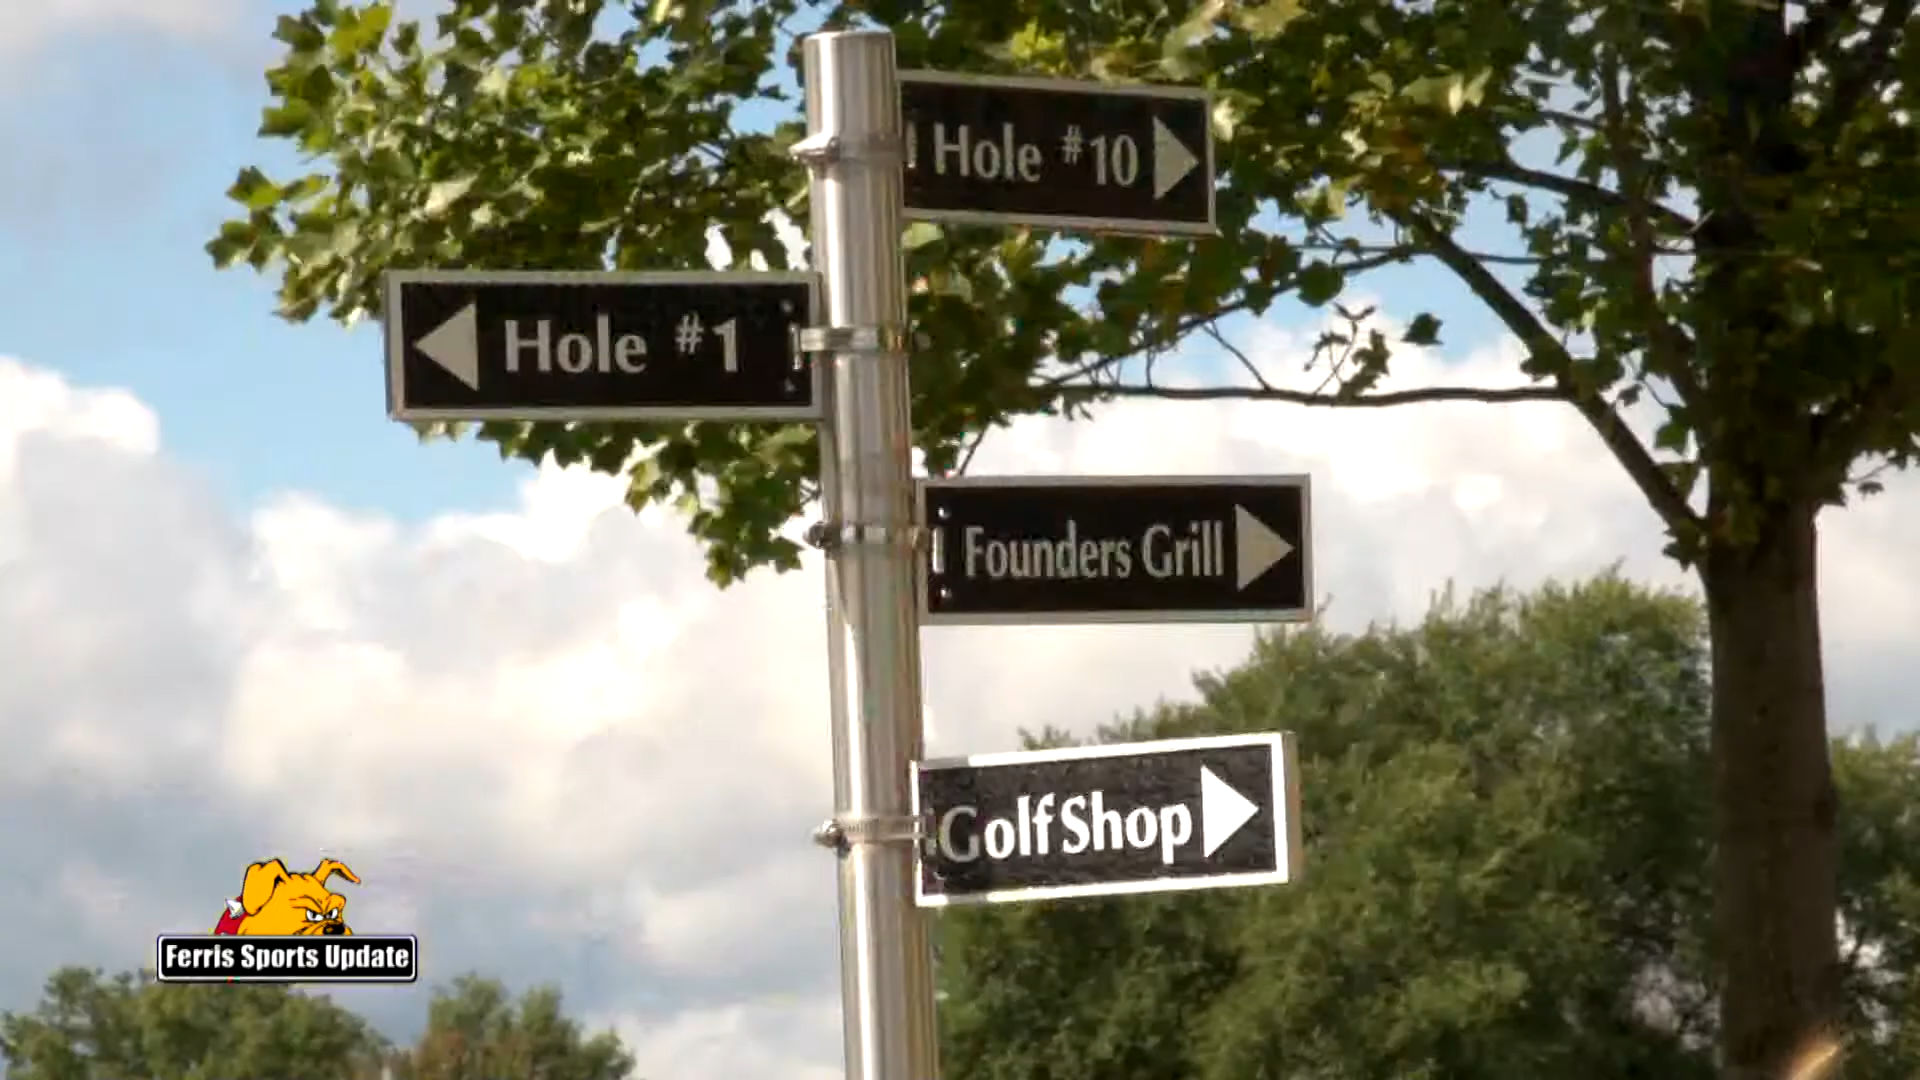 Hole #10
Hole #1
Founders Grill
Golf Shop
Ferris Sports Update